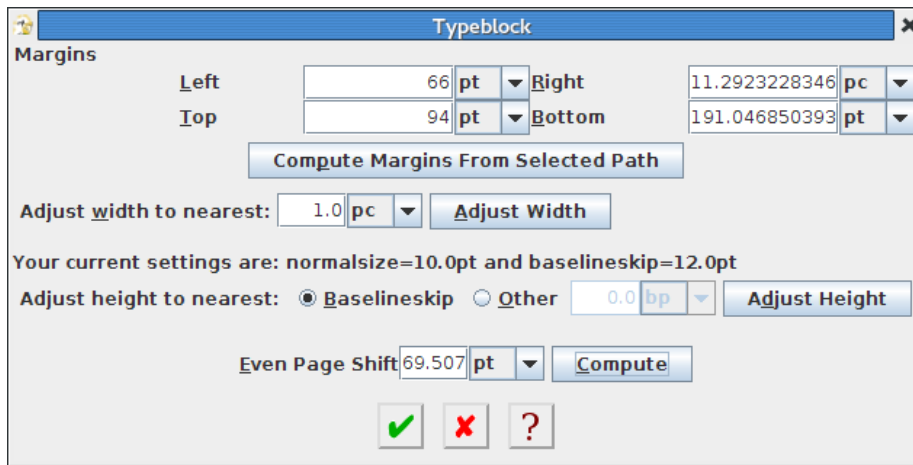 Typeblock
Margins
Left 66 pt Right 11.2923228346 pc
Top 94 pt Bottom 191.046850393 pt
Compute Margins From Selected Path
Adjust width to nearest: 1.0 pc Adjust Width
Your current settings are: normalsize=10.0pt and baselineskip=12.0pt
Adjust height to nearest: Baselineskip Other 0.0 bp Adjust Height
Even Page Shift 69.507 pt Compute
?